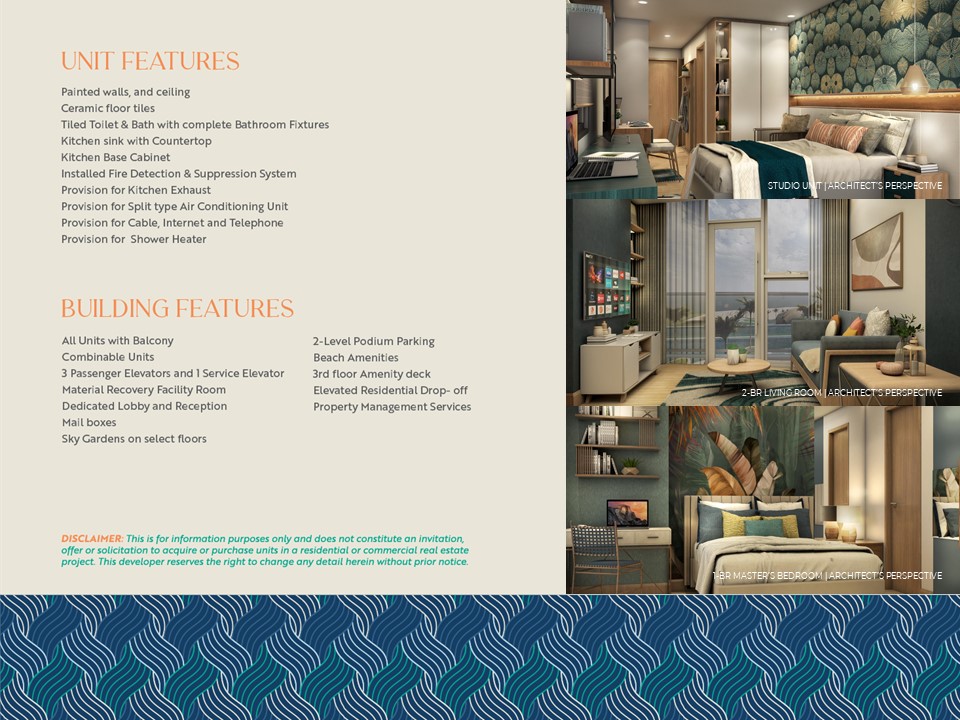 UNIT FEATURES
Painted walls, and ceiling
Ceramic floor tiles
Tiled Toilet & Bath with complete Bathroom Fixtures
Kitchen sink with Countertop
Kitchen Base Cabinet
Installed Fire Detection & Suppression System
Provision for Kitchen Exhaust
Provision for Split type Air Conditioning Unit
Provision for Cable, Internet and Telephone
Provision for  Shower Heater
BUILDING FEATURES
All Units with Balcony
Combinable Units
3 Passenger Elevators and 1 Service Elevator
Material Recovery Facility Room
Dedicated Lobby and Reception
Mail boxes
Sky Gardens on select floors
2-Level Podium Parking
Beach Amenities
3rd floor Amenity deck
Elevated Residential Drop- off
Property Management Services
DISCLAIMER: This is for information purposes only and does not constitute an invitation,
offer or solicitation to acquire or purchase units in a residential or commercial real estate
project. This developer reserves the right to change any detail herein without prior notice.
STUDIO UNIT | ARCHITECT'S PERSPECTIVE
2-BR LIVING ROOM | ARCHITECT'S PERSPECTIVE
1-BR MASTER'S BEDROOM | ARCHITECT'S PERSPECTIVE